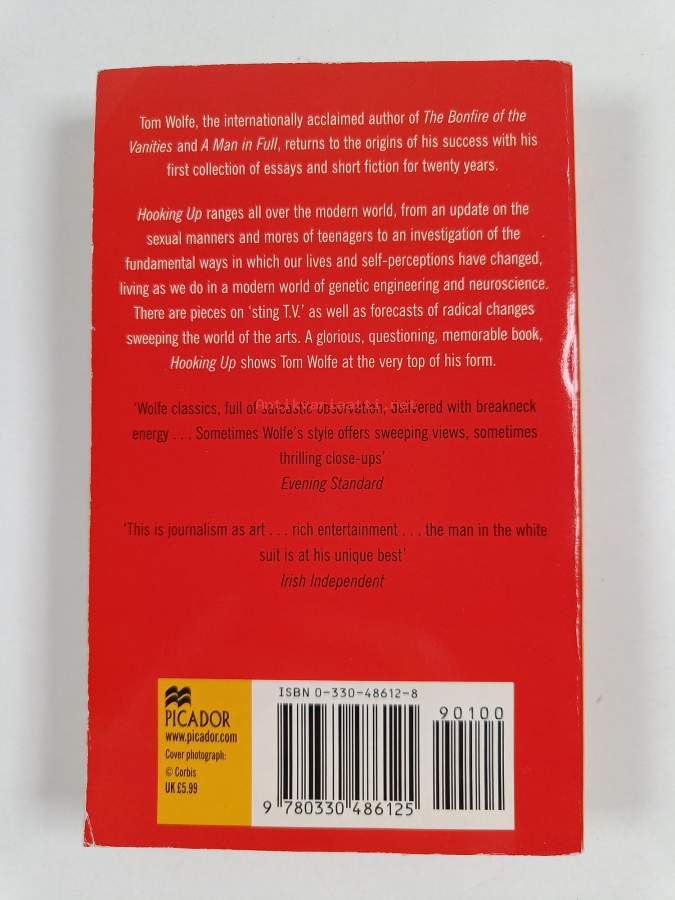 Tom Wolfe, the internationally acclaimed author of The Bonfire of the
Vanities and A Man in Full, returns to the origins of his success with his
first collection of essays and short fiction for twenty years.
Hooking Up ranges all over the modern world, from an update on the
sexual manners and mores of teenagers to an investigation of the
fundamental ways in which our lives and self-perceptions have changed,
living as we do in a modern world of genetic engineering and neuroscience.
There are pieces on ‘sting T.V.’ as well as forecasts of radical changes
sweeping the world of the arts. A glorious, questioning, memorable book,
Hooking Up shows Tom Wolfe at the very top of his form.
Antikvariaatti.net
‘Wolfe classics, full of sarcastic observation, delivered with breakneck
energy . . . Sometimes Wolfe’s style offers sweeping views, sometimes
thrilling close-ups’
Evening Standard
‘This is journalism as art . . . rich entertainment . . . the man in the white
suit is at his unique best’
Irish Independent
PICADOR
www.picador.com
Cover photograph:
© Corbis
UK £5.99
ISBN 0-330-48612-8
90100
9 780330 486125